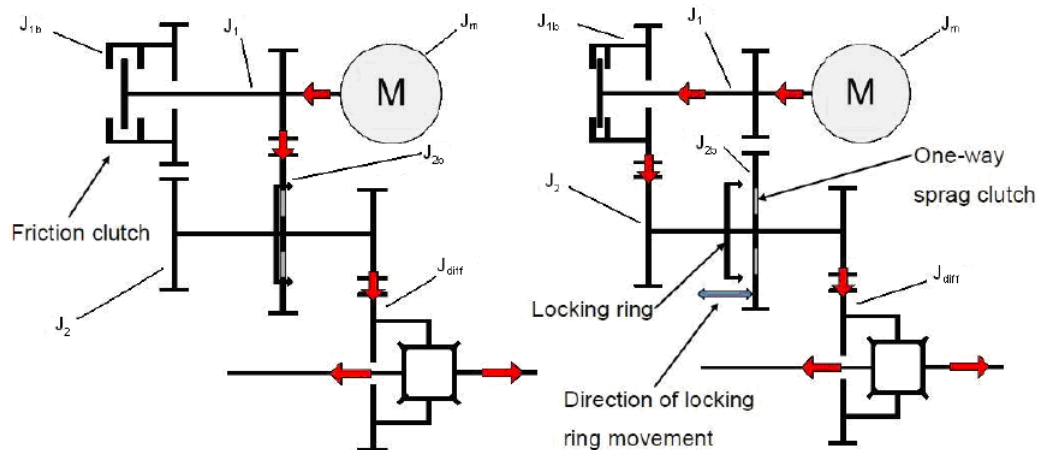 J1b
J1
Jm
M
J2b
Friction clutch
J2
Jdiff
J1b
J1
Jm
M
J2b
One-way
sprag clutch
J2
Jdiff
Locking ring
Direction of locking
ring movement